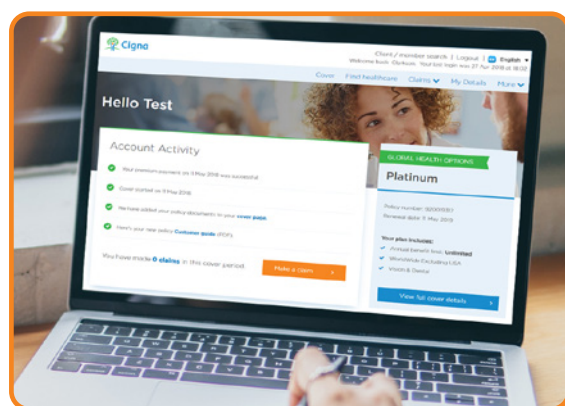 Cigna
Client / member search | Logout | English
Welcome back Your last login was 27 Apr 2018 at 18:02
Cover Find healthcare Claims My Details More
Hello Test
Account Activity
Your premium payment on 11 May 2018 was successful
Cover started on 11 May 2018
We have added your policy documents in your cover page.
Here's your new policy Customer guide (PDF).
You have made 0 claims in this cover period.
Make a claim
GLOBAL HEALTH OPTIONS
Platinum
Policy number:
Renewal date: 11 May 2019
Your plan includes:
Annual benefit limit: unlimited
Worldwide Excluding USA
Vision & Dental
View full cover details